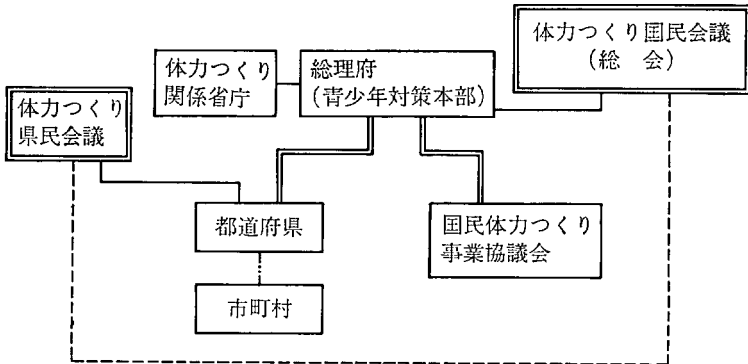 体力つくり国民会議
(総 会)
体力つくり
関係省庁
総理府
(青少年対策本部)
体力つくり
県民会議
都道府県
国民体力つくり
事業協議会
市町村